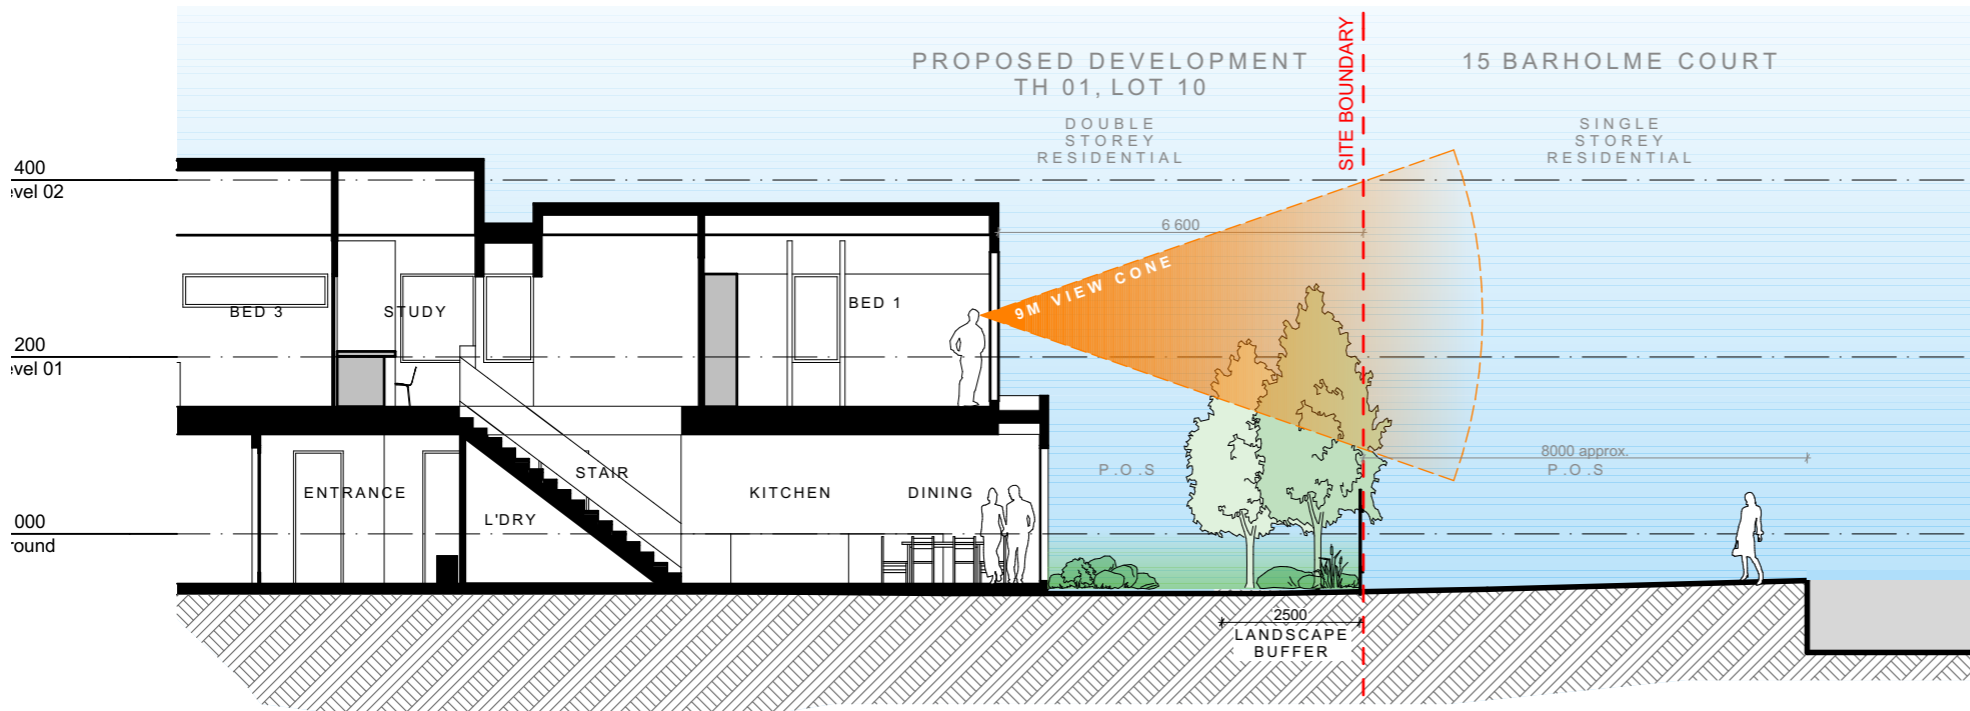 PROPOSED DEVELOPMENT
TH 01, LOT 10
DOUBLE
STOREY
RESIDENTIAL
SITE BOUNDARY
15 BARHOLME COURT
SINGLE
STOREY
RESIDENTIAL
400
evel 02
6 600
9M VIEW CONE
BED 3
STUDY
BED 1
200
evel 01
8000 approx.
P.O.S
P.O.S
STAIR
ENTRANCE
L'DRY
KITCHEN
DINING
000
round
2500
LANDSCAPE
BUFFER